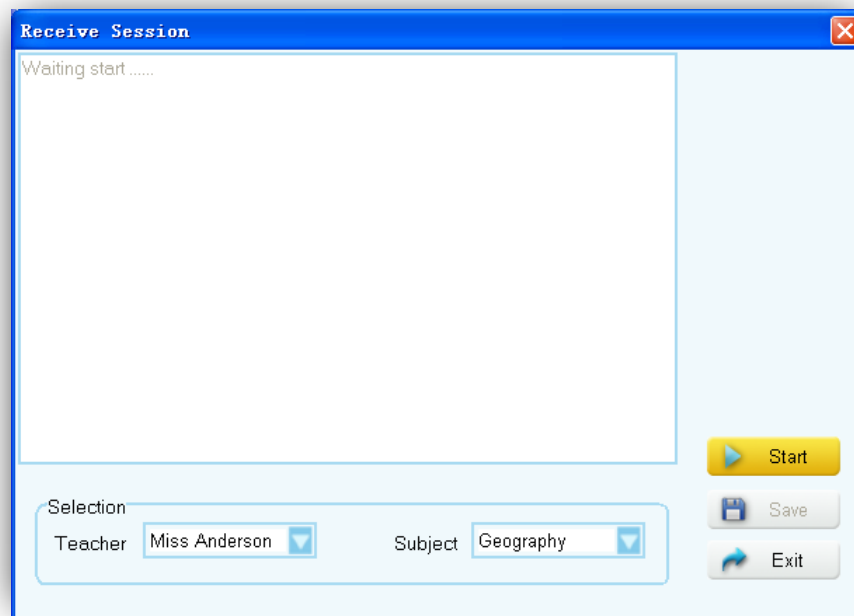 Receive Session
Waiting start ......
Start
Save
Exit
Selection
Teacher Miss Anderson Subject Geography